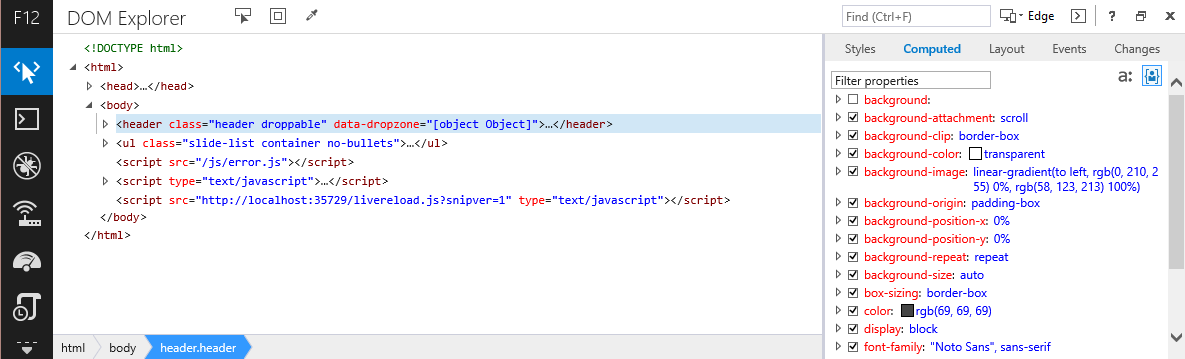 F12 DOM Explorer Find (Ctrl+F) Edge ?
<!DOCTYPE html>
<html>
<head>…</head>
<body>
<header class="header droppable" data-dropzone="[object Object]">…</header>
<ul class="slide-list container no-bullets">…</ul>
<script src="/js/error.js"></script>
<script type="text/javascript">…</script>
<script src="http://localhost:35729/livereload.js?snipver=1" type="text/javascript"></script>
</body>
</html>
html body header.header
Styles Computed Layout Events Changes
Filter properties a:
background:
background-attachment: scroll
background-clip: border-box
background-color: transparent
background-image: linear-gradient(to left, rgb(0, 210, 2
55) 0%, rgb(58, 123, 213) 100%)
background-origin: padding-box
background-position-x: 0%
background-position-y: 0%
background-repeat: repeat
background-size: auto
box-sizing: border-box
color: rgb(69, 69, 69)
display: block
font-family: "Noto Sans", sans-serif